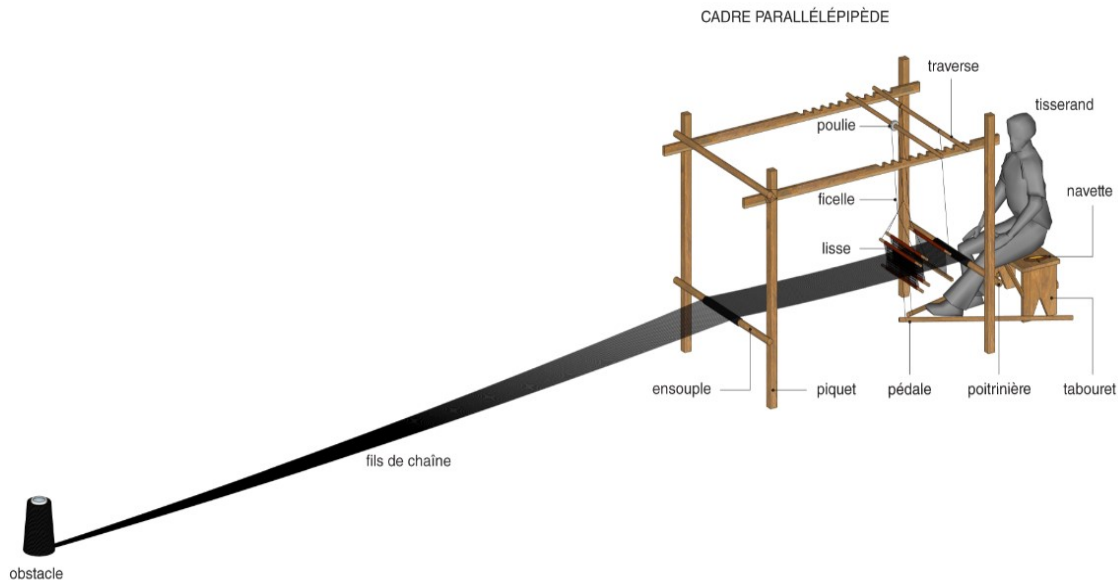 CADRE PARALLÉLÉPIPÈDE
traverse
tisserand
poulie
navette
ficelle
lisse
ensouple
piquet
pédale
poitrinière
tabouret
fils de chaîne
obstacle